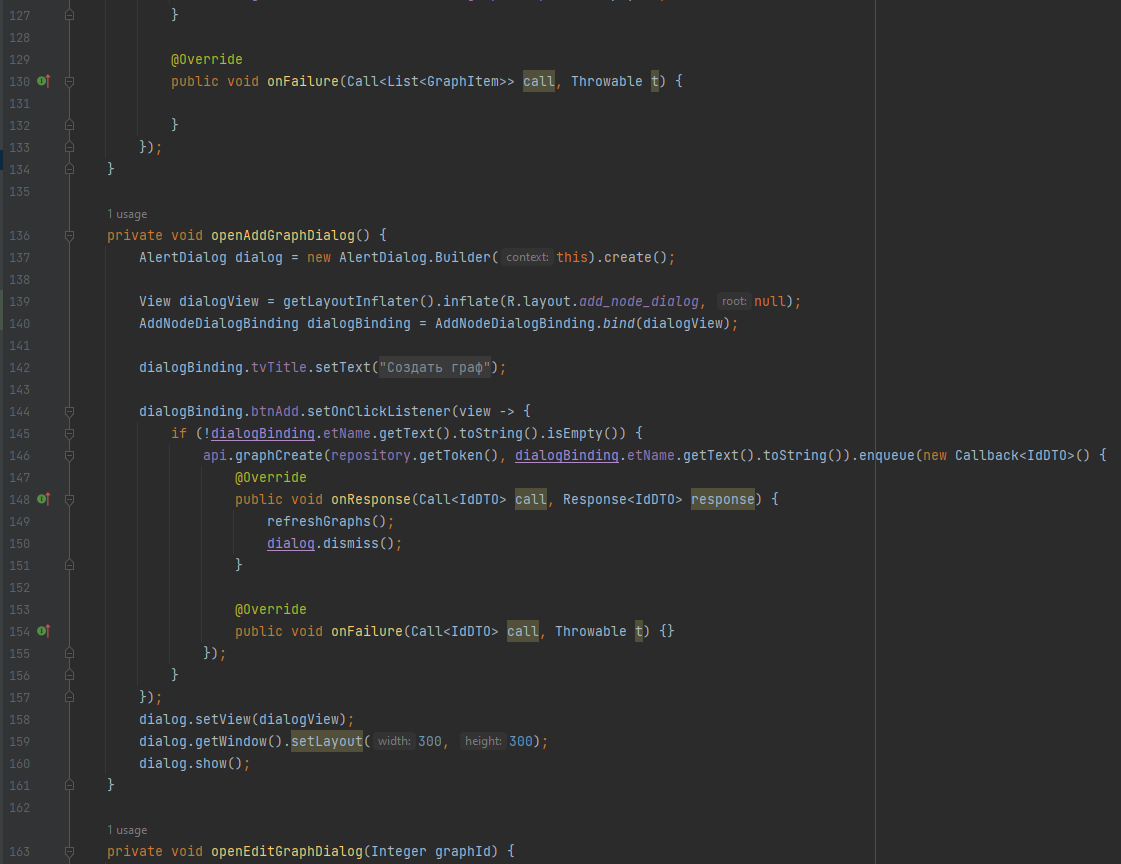 127 }
128
129 @Override
130 public void onFailure(Call<List<GraphItem>> call, Throwable t) {
131
132 }
133 });
134 }
135
1 usage
136 private void openAddGraphDialog() {
137 AlertDialog dialog = new AlertDialog.Builder( context: this).create();
138
139 View dialogView = getLayoutInflater().inflate(R.layout.add_node_dialog, root: null);
140 AddNodeDialogBinding dialogBinding = AddNodeDialogBinding.bind(dialogView);
141
142 dialogBinding.tvTitle.setText("Создать граф");
143
144 dialogBinding.btnAdd.setOnClickListener(view -> {
145 if (!dialogBinding.etName.getText().toString().isEmpty()) {
146 api.graphCreate(repository.getToken(), dialogBinding.etName.getText().toString()).enqueue(new Callback<IdDTO>() {
147 @Override
148 public void onResponse(Call<IdDTO> call, Response<IdDTO> response) {
149 refreshGraphs();
150 dialog.dismiss();
151 }
152
153 @Override
154 public void onFailure(Call<IdDTO> call, Throwable t) {}
155 });
156 }
157 });
158 dialog.setView(dialogView);
159 dialog.getWindow().setLayout( width: 300, height: 300);
160 dialog.show();
161 }
162
1 usage
163 private void openEditGraphDialog(Integer graphId) {